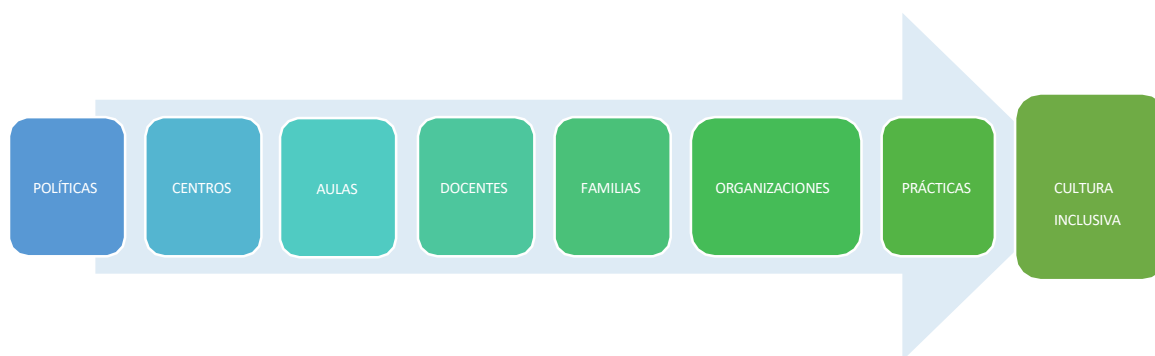 POLÍTICAS
CENTROS
AULAS
DOCENTES
FAMILIAS
ORGANIZACIONES
PRÁCTICAS
CULTURA
INCLUSIVA